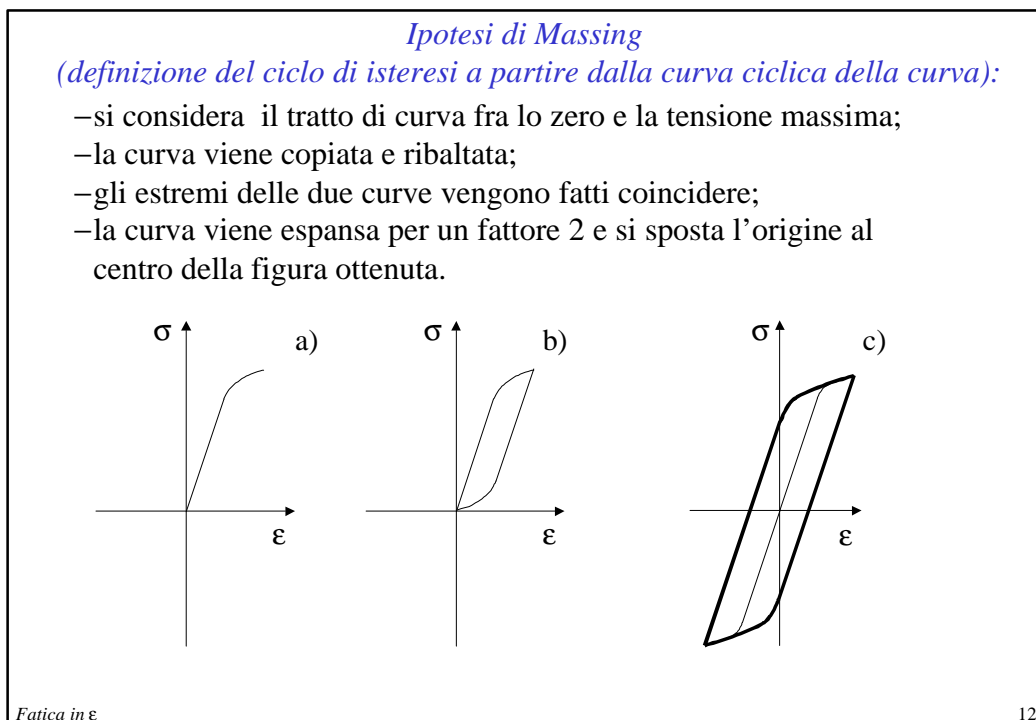 Ipotesi di Massing
(definizione del ciclo di isteresi a partire dalla curva ciclica della curva):
–si considera il tratto di curva fra lo zero e la tensione massima;
–la curva viene copiata e ribaltata;
–gli estremi delle due curve vengono fatti coincidere;
–la curva viene espansa per un fattore 2 e si sposta l’origine al
centro della figura ottenuta.
σ a) σ b) σ c)
ε ε ε
Fatica in ε 12